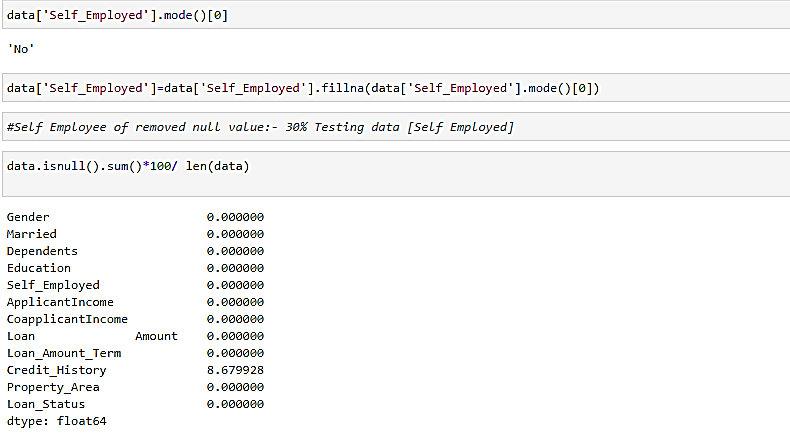 data['Self_Employed'].mode()[0]
'No'
data['Self_Employed']=data['Self_Employed'].fillna(data['Self_Employed'].mode()[0])
#Self Employee of removed null value:- 30% Testing data [Self Employed]
data.isnull().sum()*100/ len(data)
Gender                    0.000000
Married                   0.000000
Dependents                0.000000
Education                 0.000000
Self_Employed             0.000000
ApplicantIncome           0.000000
CoapplicantIncome         0.000000
Loan             Amount   0.000000
Loan_Amount_Term          0.000000
Credit_History            8.679928
Property_Area             0.000000
Loan_Status               0.000000
dtype: float64